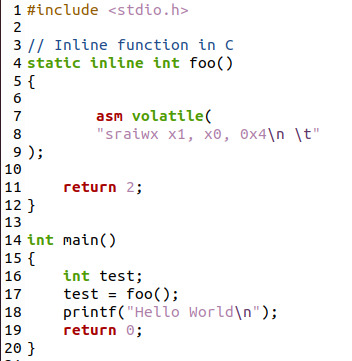 1 #include <stdio.h>
2
3 // Inline function in C
4 static inline int foo()
5 {
6
7         asm volatile(
8         "sraiwx x1, x0, 0x4\n \t"
9 );
10
11     return 2;
12 }
13
14 int main()
15 {
16     int test;
17     test = foo();
18     printf("Hello World\n");
19     return 0;
20 }